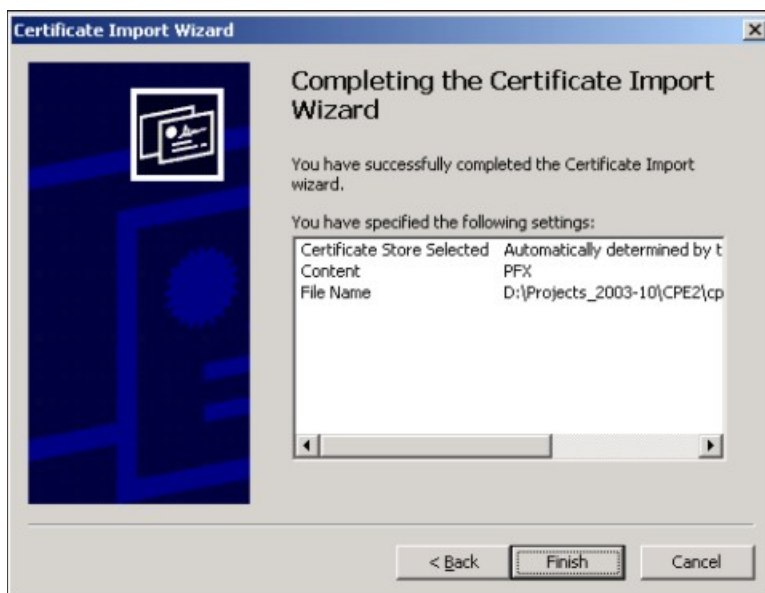 Certificate Import Wizard
Completing the Certificate Import
Wizard
You have successfully completed the Certificate Import
wizard.
You have specified the following settings:
Certificate Store Selected Automatically determined by t
Content PFX
File Name D:\Projects_2003-10\CPE2\cp
< Back Finish Cancel